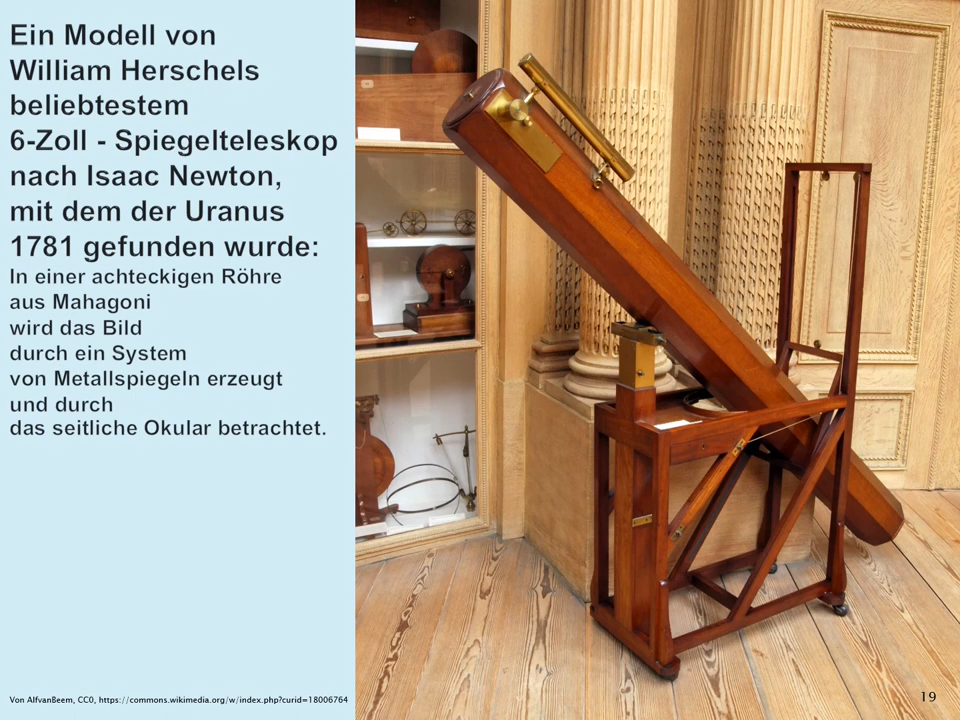 Ein Modell von
William Herschels
beliebtestem
6-Zoll - Spiegelteleskop
nach Isaac Newton,
mit dem der Uranus
1781 gefunden wurde:
In einer achteckigen Röhre
aus Mahagoni
wird das Bild
durch ein System
von Metallspiegeln erzeugt
und durch
das seitliche Okular betrachtet.
Von AlfvanBeem, CC0, https://commons.wikimedia.org/w/index.php?curid=18006764
19